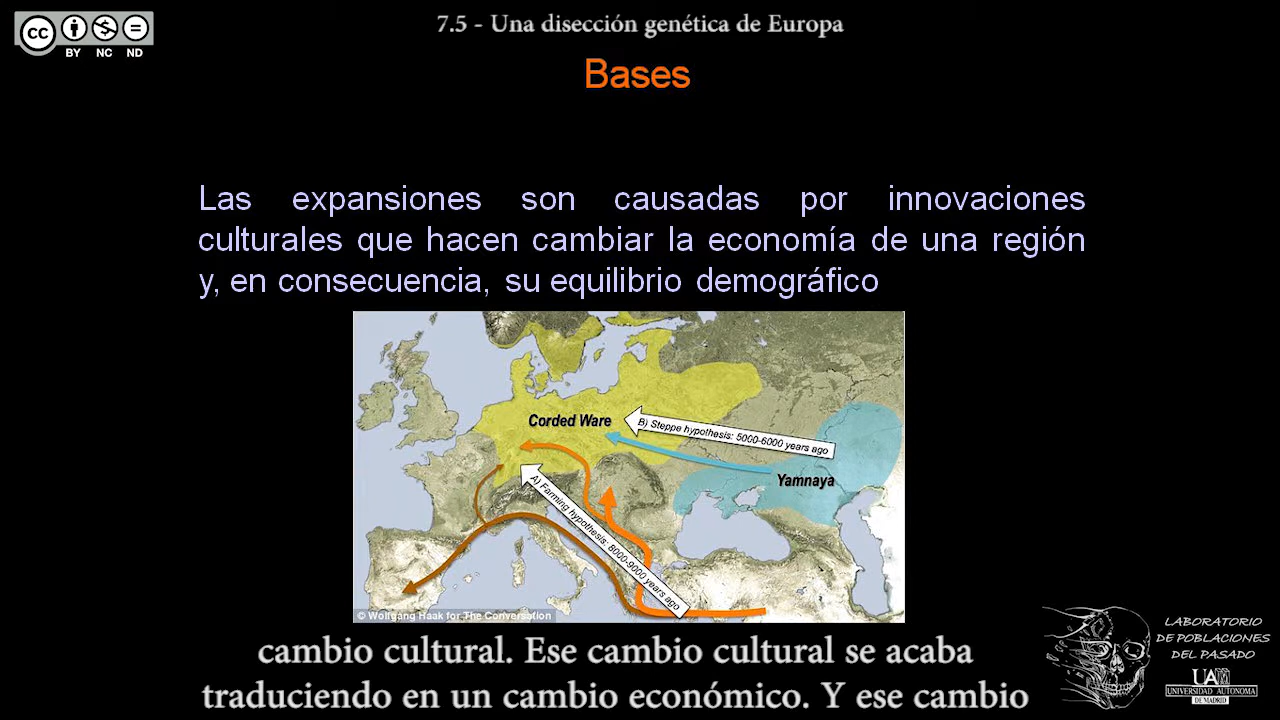 7.5 - Una disección genética de Europa
cc
BY NC ND
Bases
Las expansiones son causadas por innovaciones
culturales que hacen cambiar la economía de una región
y, en consecuencia, su equilibrio demográfico
Corded Ware
B) Steppe hypothesis: 5000-6000 years ago
Yamnaya
A) Farming hypothesis: 8000-9000 years ago
© Wolfgang Haak for The Conversation
cambio cultural. Ese cambio cultural se acaba
traduciendo en un cambio económico. Y ese cambio
LABORATORIO
DE POBLACIONES
DEL PASADO
UAM
UNIVERSIDAD AUTONOMA
DE MADRID